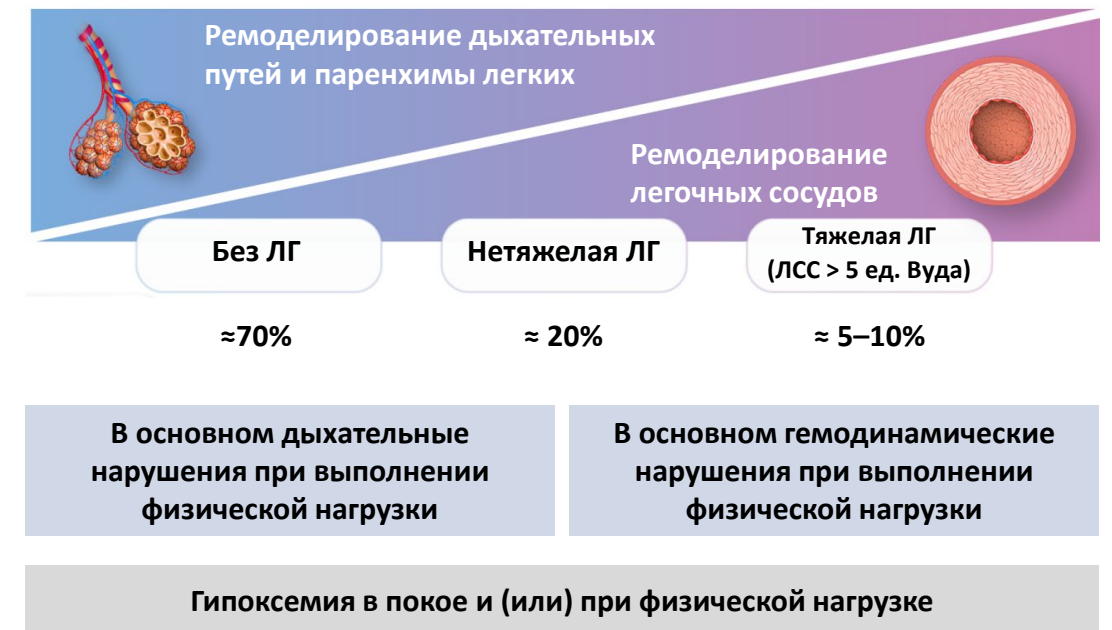 Ремоделирование дыхательных
путей и паренхимы легких
Ремоделирование
легочных сосудов
Без ЛГ
Нетяжелая ЛГ
Тяжелая ЛГ
(ЛСС > 5 ед. Вуда)
≈70%
≈ 20%
≈ 5–10%
В основном дыхательные
нарушения при выполнении
физической нагрузки
В основном гемодинамические
нарушения при выполнении
физической нагрузки
Гипоксемия в покое и (или) при физической нагрузке